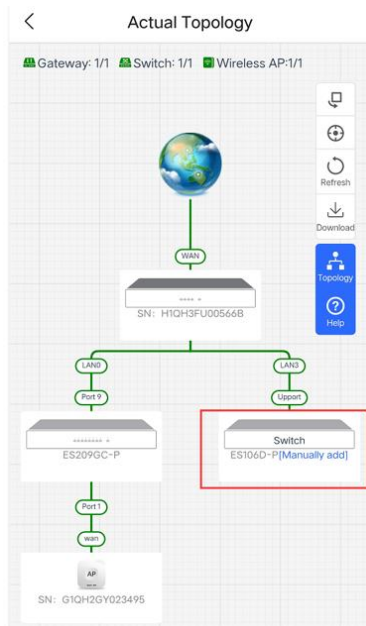 Actual Topology
Gateway: 1/1 Switch: 1/1 Wireless AP:1/1
Refresh
Download
WAN
Topology
SN: H1QH3FU00566B
Help
LAN0 LAN3
Port 9 Upport
Switch
ES209GC-P ES106D-P[Manually add]
Port 1
wan
AP
SN: G1QH2GY023495